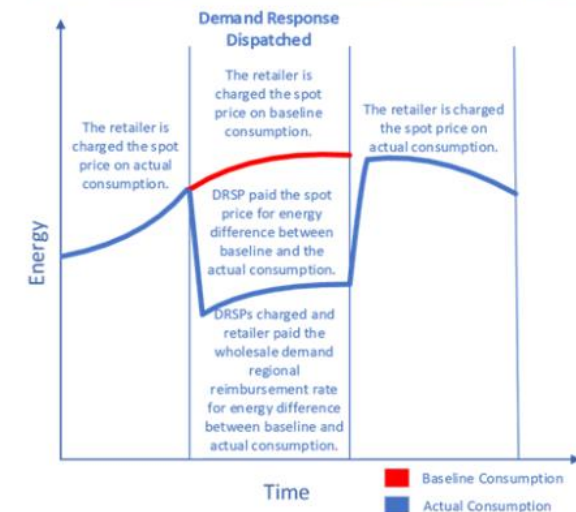 Demand Response
Dispatched
The retailer is
charged the spot
price on baseline
consumption.
The retailer is
charged the spot
price on actual
consumption.
The retailer is charged
the spot price on
actual consumption.
DRSP paid the spot
price for energy
difference between
baseline and the
actual consumption.
DRSPs charged and
retailer paid the
wholesale demand
regional
reimbursement rate
for energy difference
between baseline and
actual consumption.
Energy
Time
Baseline Consumption
Actual Consumption